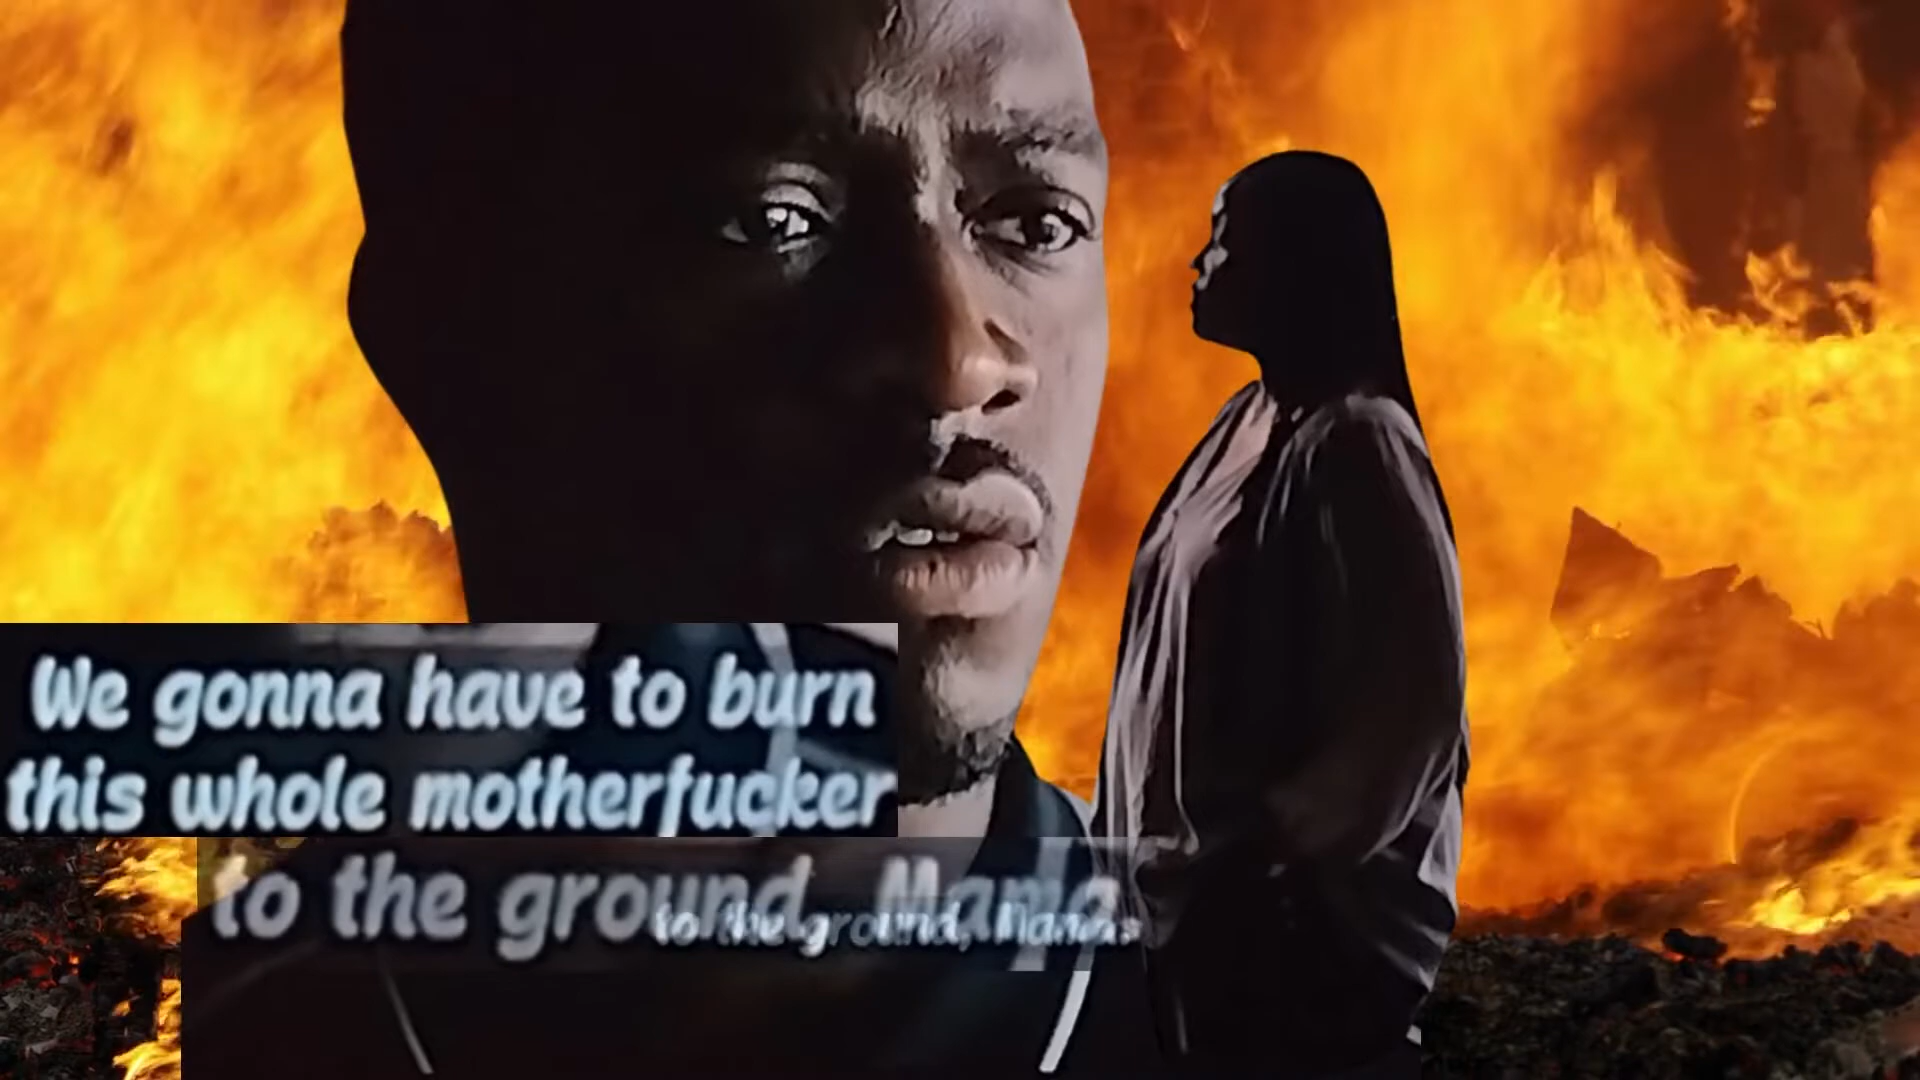 We gonna have to burn
this whole motherfucker
to the ground, Mama
to the ground, Mama